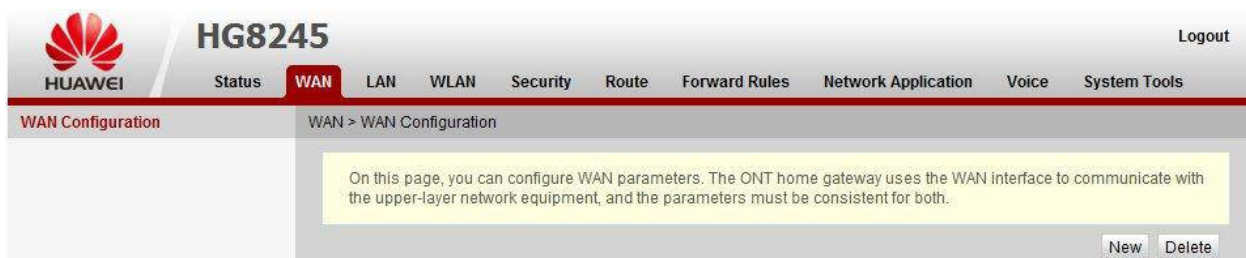 HG8245
Logout
HUAWEI
Status WAN LAN WLAN Security Route Forward Rules Network Application Voice System Tools
WAN Configuration
WAN > WAN Configuration
On this page, you can configure WAN parameters. The ONT home gateway uses the WAN interface to communicate with
the upper-layer network equipment, and the parameters must be consistent for both.
New Delete